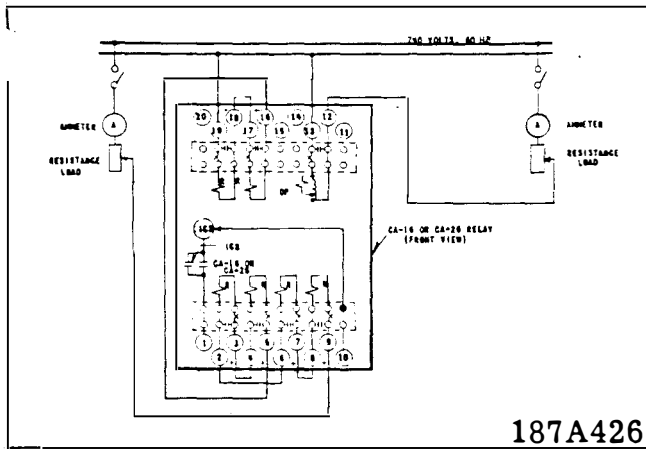 VOLTS, 60 HZ
AMMETER
A
A
AMMETER
RESISTANCE
LOAD
RESISTANCE
LOAD
20
19
18
17
16
15
14
12
11
OP
CA-16 OR CA-26 RELAY
(FRONT VIEW)
ICS
ICS
CA-16 OR
CA-26
R
R
1
2
3
4
5
6
7
8
9
10
187A426